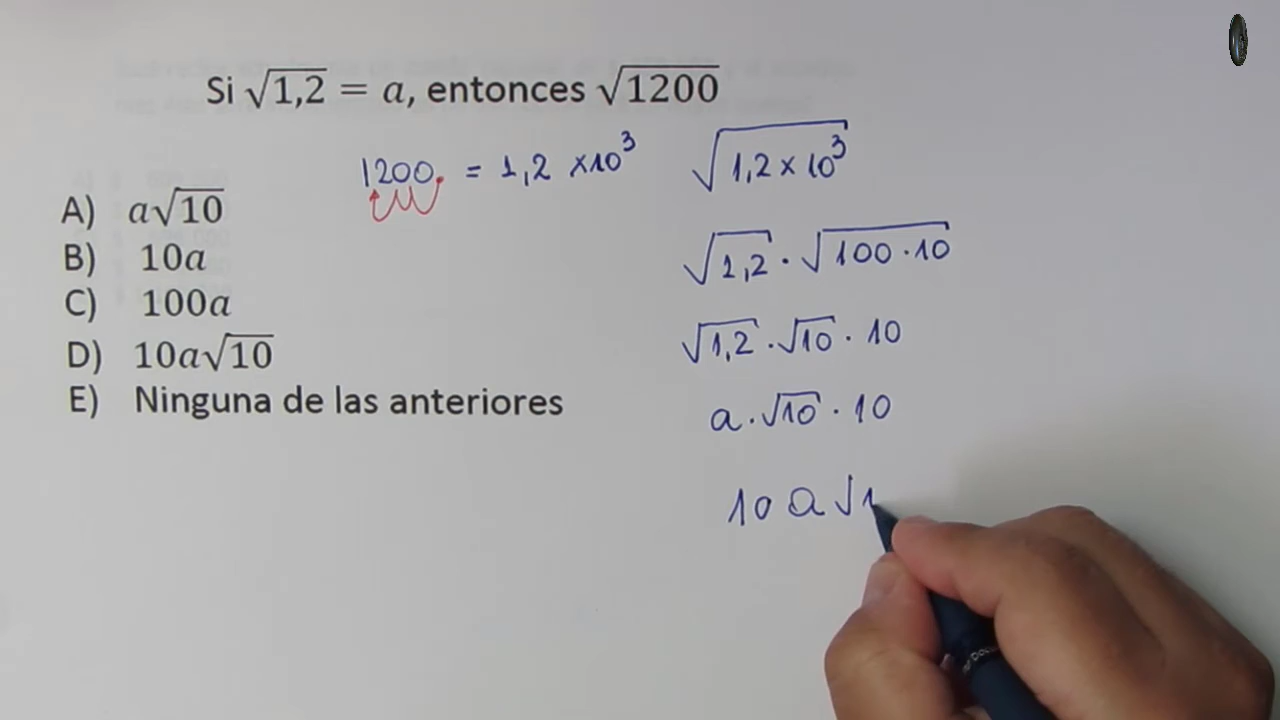 Si √1,2 = a, entonces √1200
1200, = 1,2 ×10³
√1,2 × 10³
A) a√10
B) 10a
C) 100a
D) 10a√10
E) Ninguna de las anteriores
√1,2 · √100 · 10
√1,2 · √10 · 10
a · √10 · 10
10 a √1